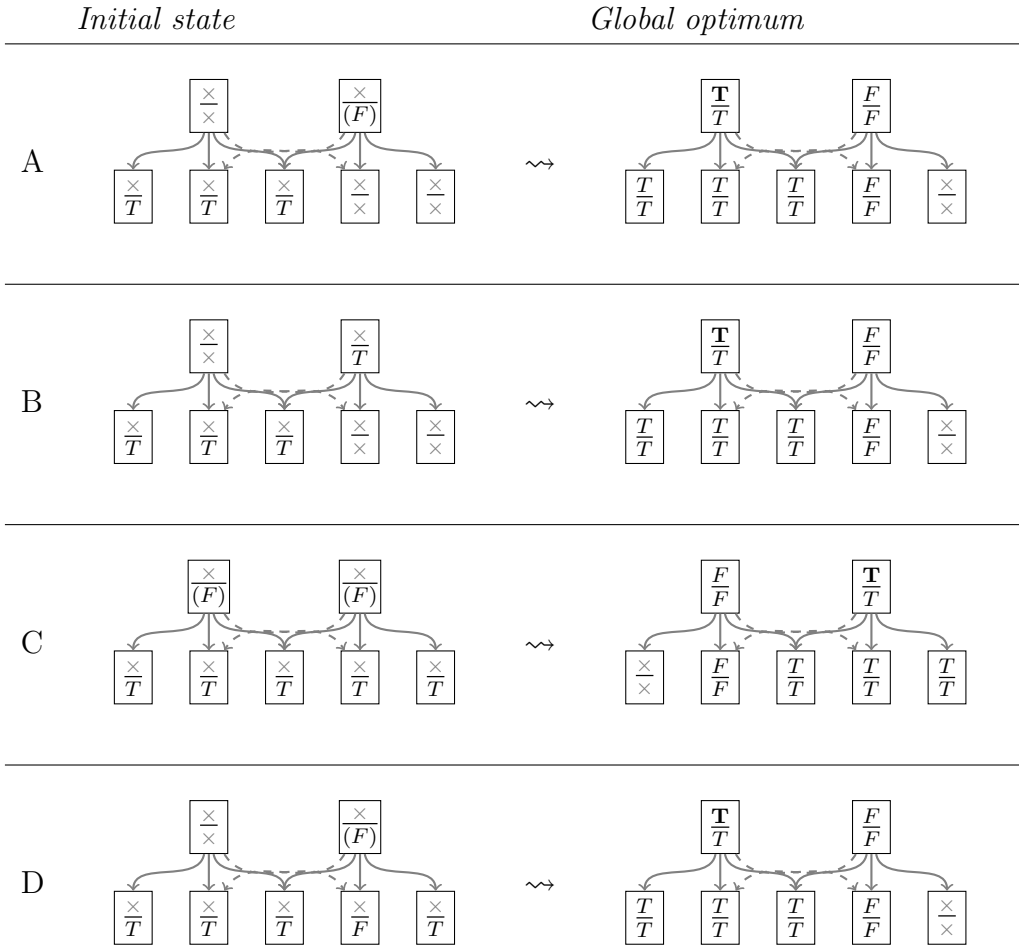 Initial state Global optimum
× × T F
× (F) T F
A ⇝
× × × × × T T T F ×
T T T × × T T T F ×
× × T F
× T T F
B ⇝
× × × × × T T T F ×
T T T × × T T T F ×
× × F T
(F) (F) F T
C ⇝
× × × × × × F T T T
T T T T T × F T T T
× × T F
× (F) T F
D ⇝
× × × × × T T T F ×
T T T F T T T T F ×